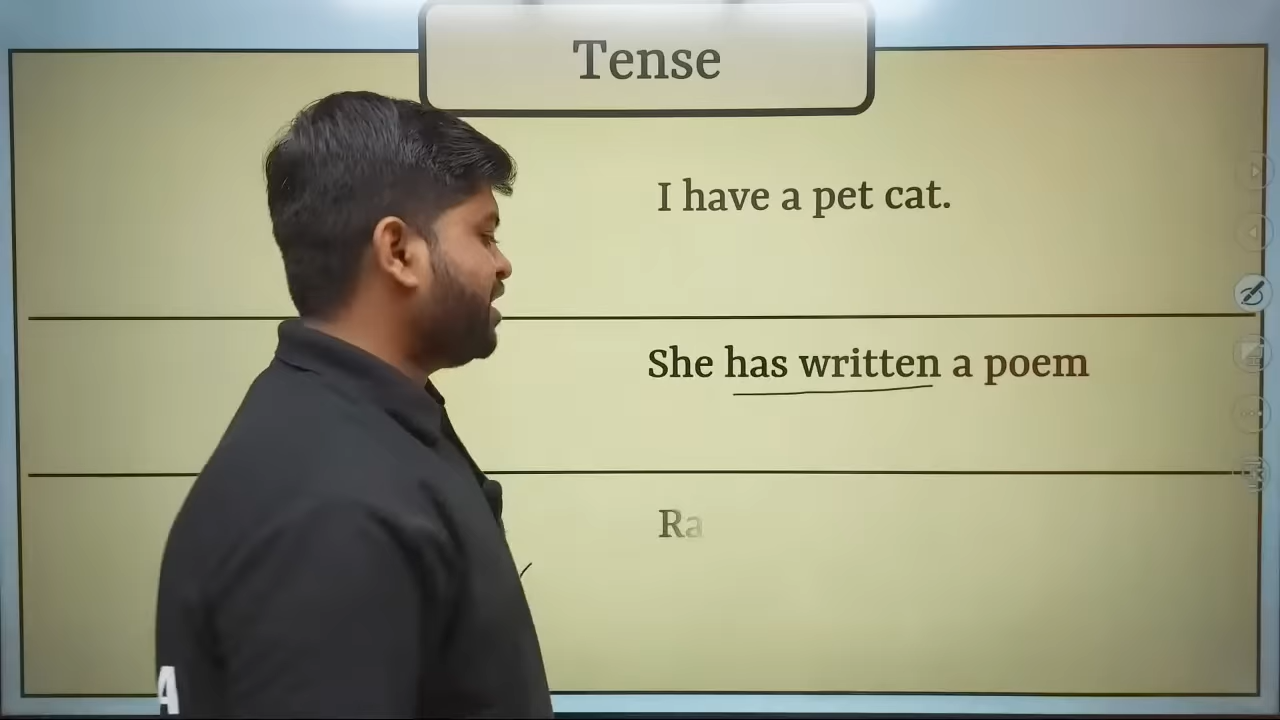 Tense
I have a pet cat.
She has written a poem
Ra
A